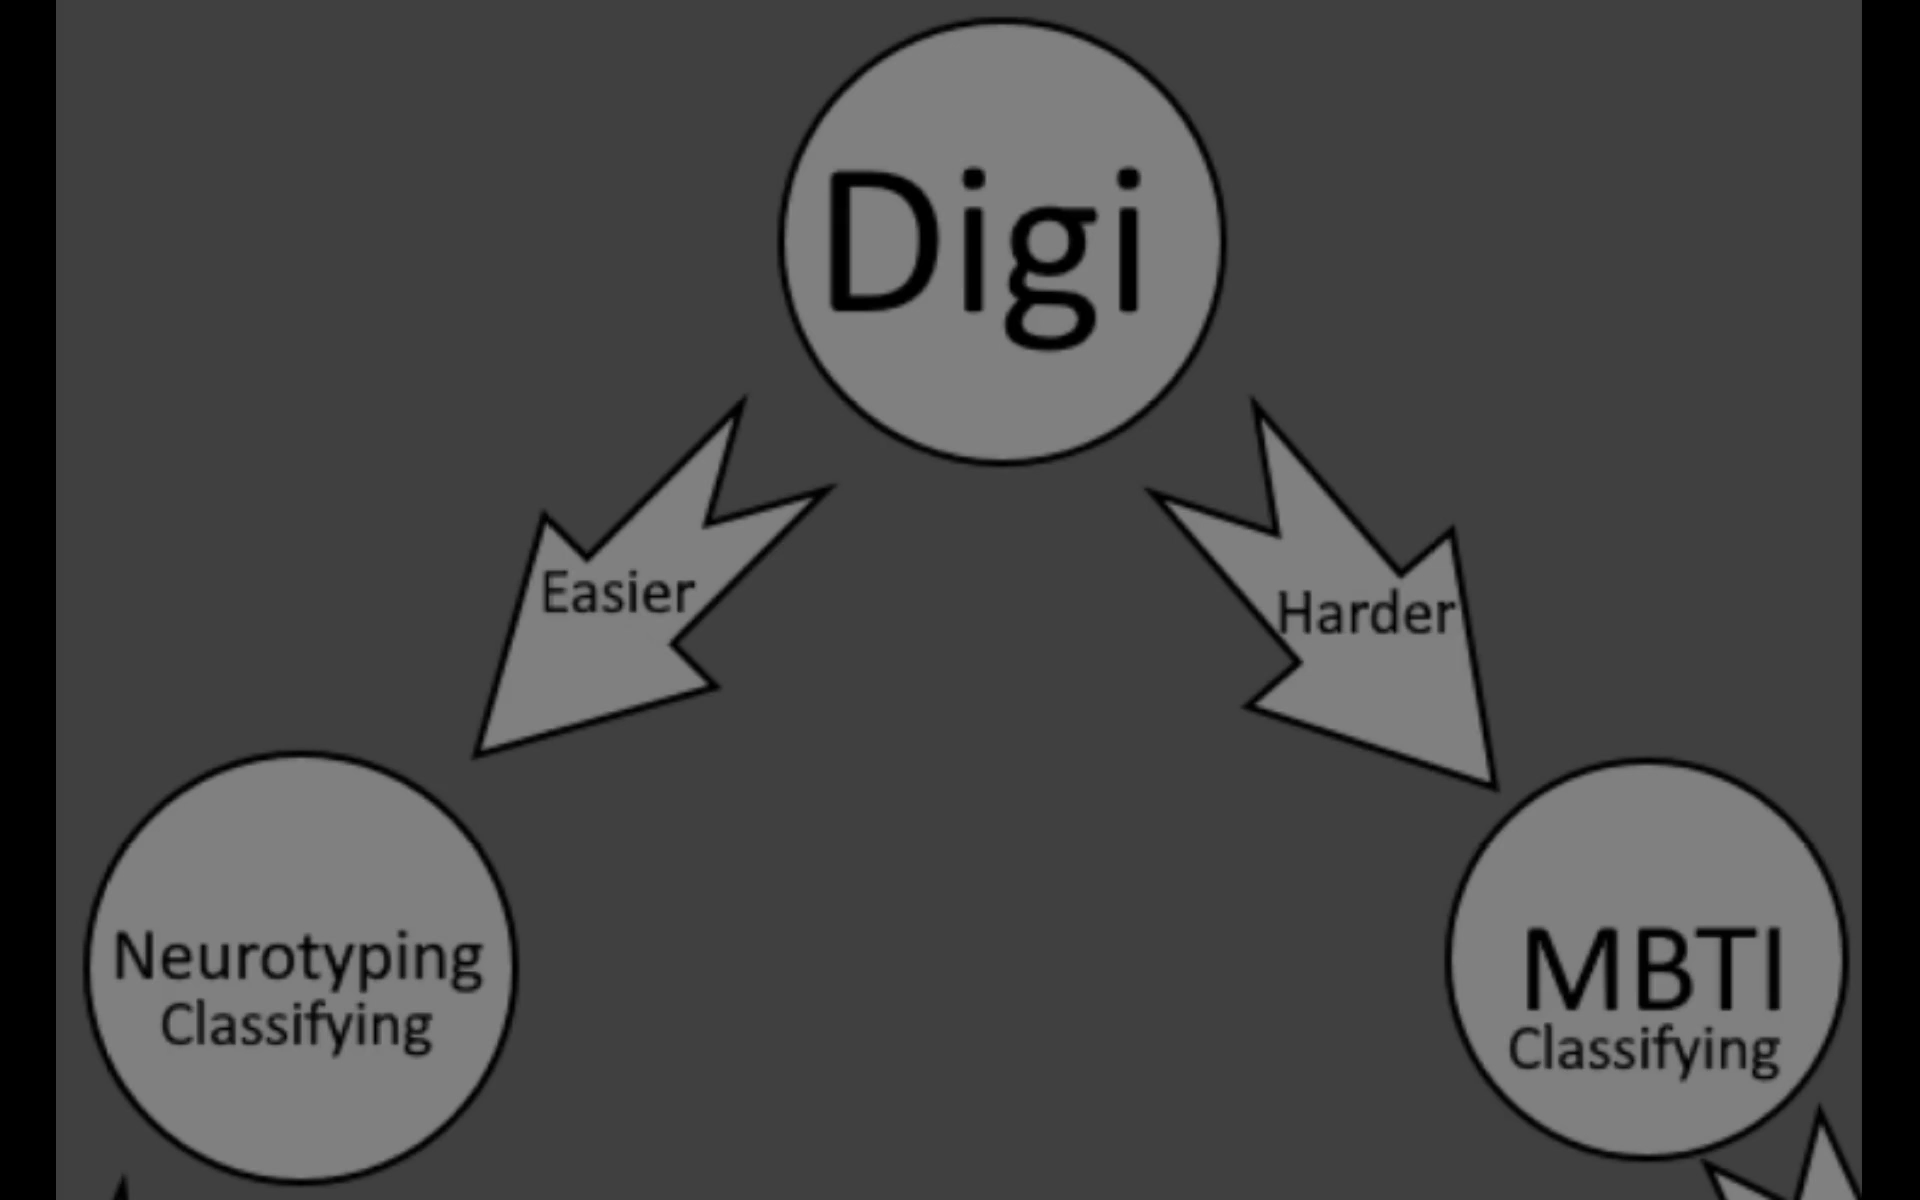 Digi
Easier
Harder
Neurotyping
Classifying
MBTI
Classifying